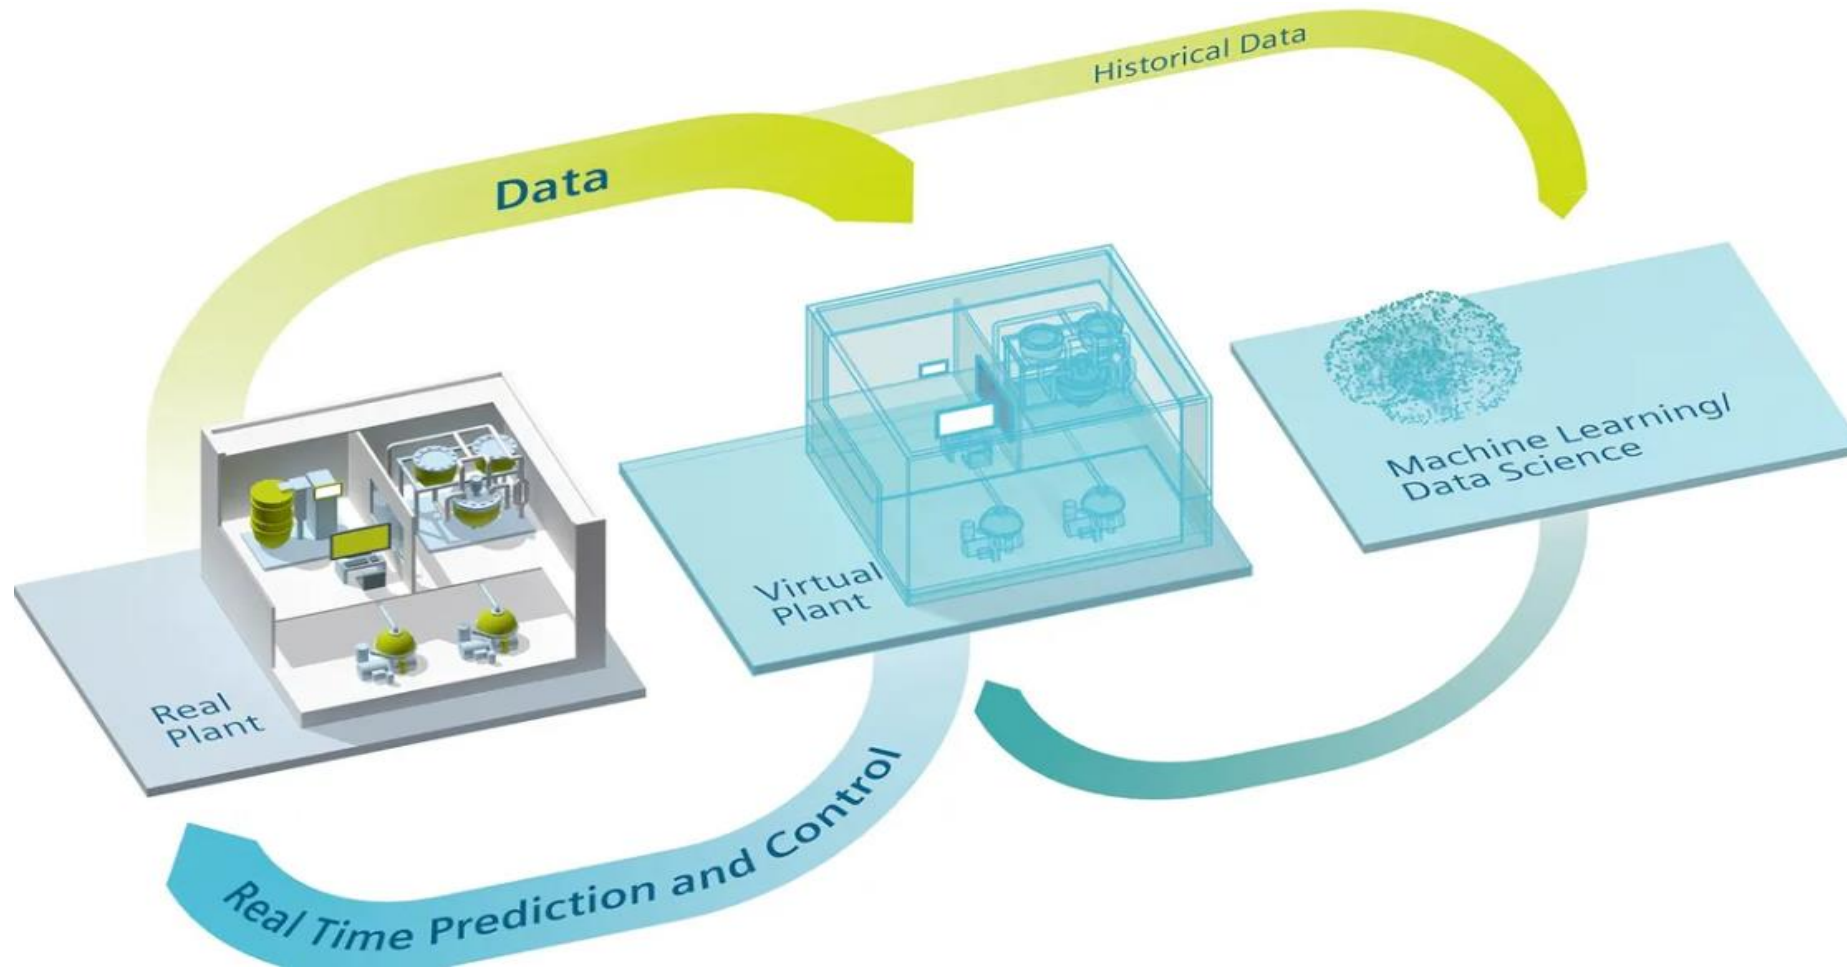 Historical Data
Data
Machine Learning/
Data Science
Virtual
Plant
Real
Plant
Real Time Prediction and Control